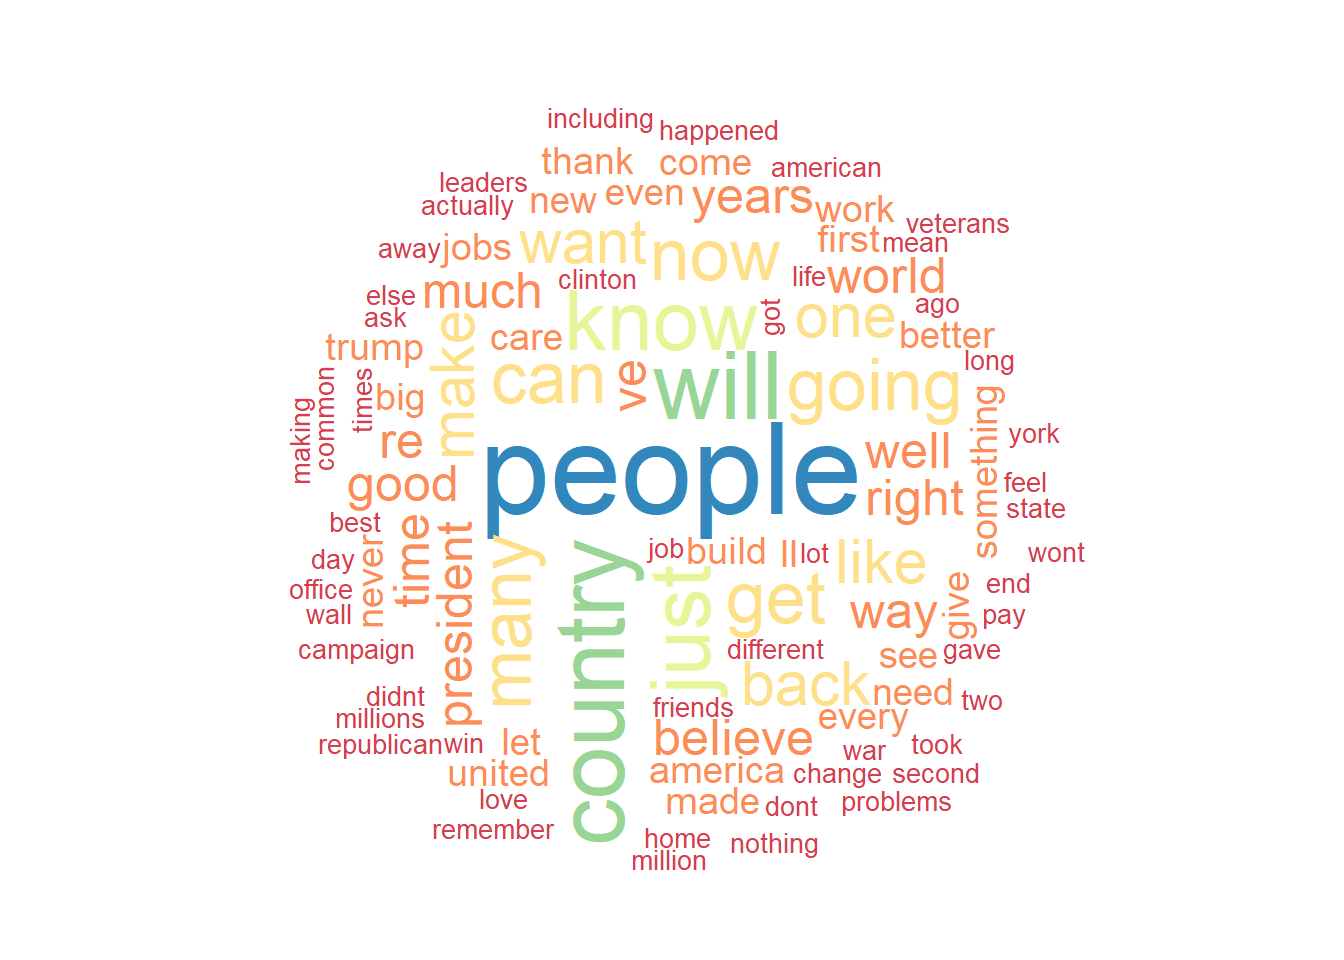 including
happened
thank
come
american
leaders
actually
new
even
years
work
veterans
away
jobs
want
now
first
mean
clinton
life
world
else
much
know
got
one
ago
ask
trump
make
care
better
long
times
big
can
ve
will
going
making
common
re
people
well
something
york
good
right
feel
state
best
time
president
many
country
just
job
build
ll
lot
like
wont
day
never
office
wall
get
way
give
end
pay
campaign
different
see
gave
didnt
back
need
two
millions
friends
every
republican
win
let
believe
war
took
united
america
change
second
love
made
dont
problems
remember
home
nothing
million